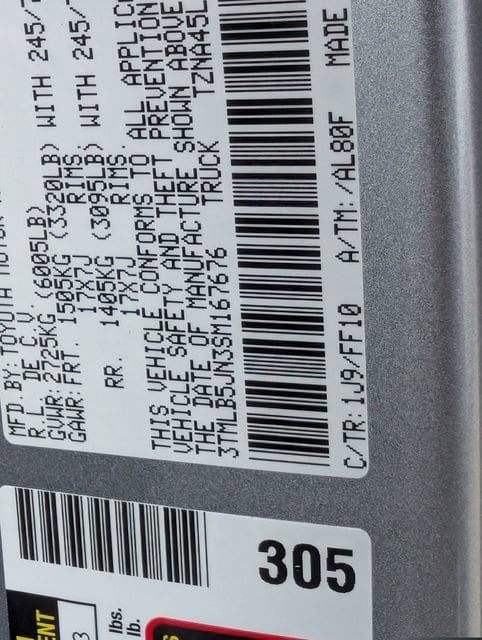 MFD. BY: TOYOTA MOTOR
R.L. DE C V
GVWR: 2725KG (6005LB)
GAWR: FRT. 1505KG (3320LB) WITH 245/
17X7J RIMS,
RR. 1405KG (3095LB) WITH 245/
17X7J RIMS.
THIS VEHICLE CONFORMS TO ALL APPLIC
VEHICLE SAFETY AND THEFT PREVENTION
THE DATE OF MANUFACTURE SHOWN ABOVE
3TMLB5JN3SM167676 TRUCK TZNA45L
C/TR: 1J9/FF10 A/TM: /AL80F MADE
305
ENT
3
lbs.
lb.